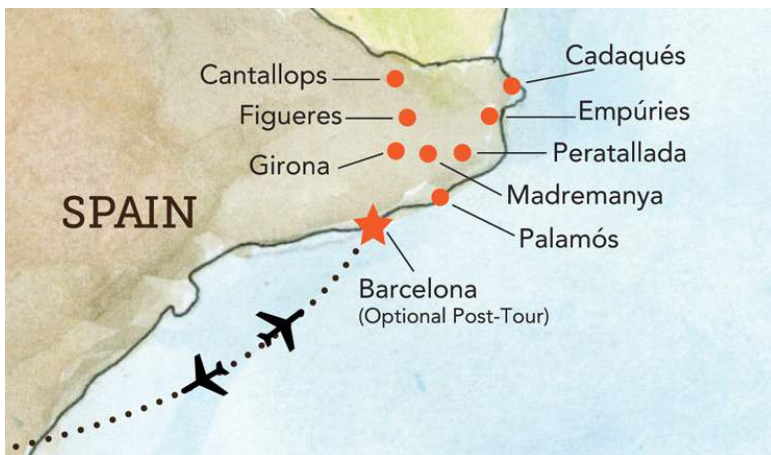 Cadaqués
Cantallops
Figueres
Empúries
Girona
Peratallada
Madremanya
SPAIN
Palamós
Barcelona
(Optional Post-Tour)